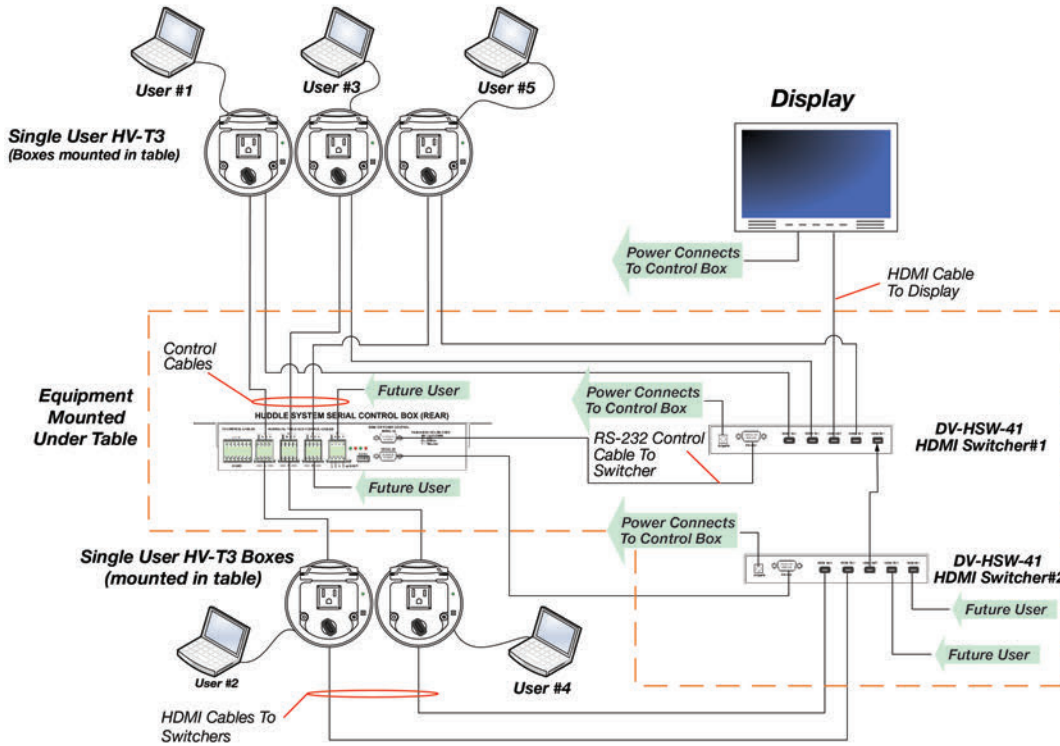 User #1
User #3
User #5
Single User HV-T3
(Boxes mounted in table)
Display
Power Connects
To Control Box
HDMI Cable
To Display
Control
Cables
Equipment
Mounted
Under Table
Future User
HUDDLE SYSTEM SERIAL CONTROL BOX (REAR)
Power Connects
To Control Box
RS-232 Control
Cable To
Switcher
DV-HSW-41
HDMI Switcher#1
Future User
Power Connects
To Control Box
Single User HV-T3 Boxes
(mounted in table)
DV-HSW-41
HDMI Switcher#2
Future User
Future User
User #2
User #4
HDMI Cables To
Switchers